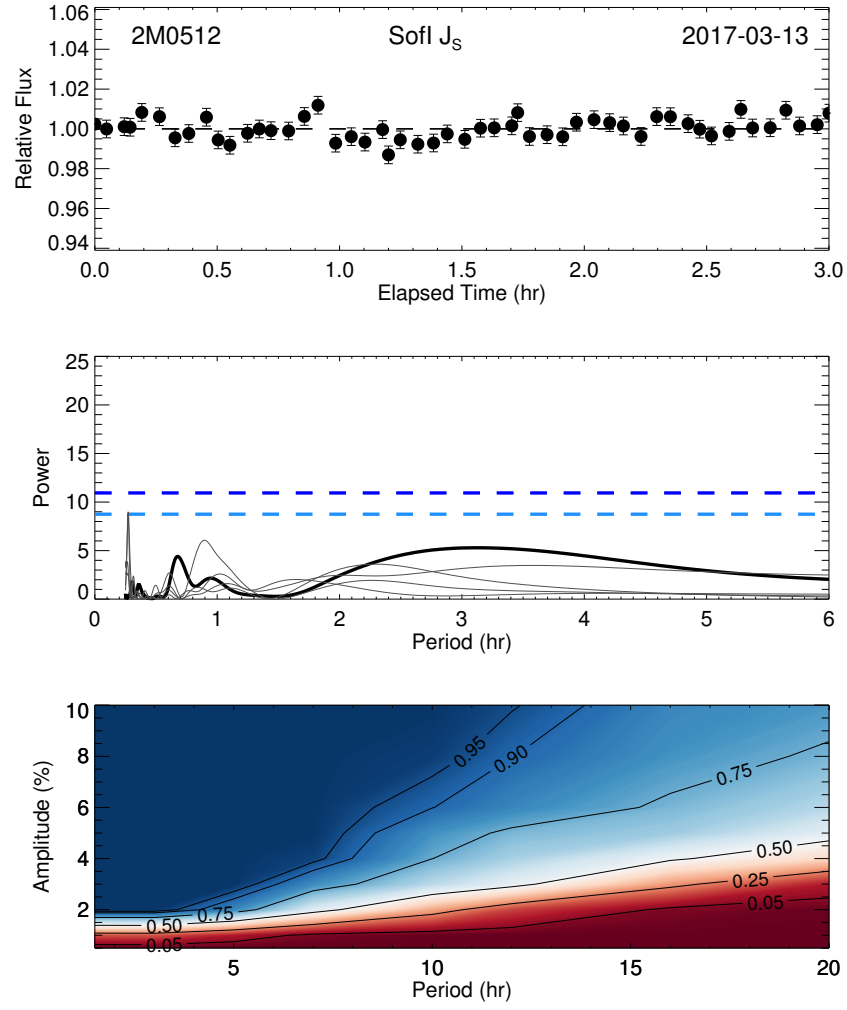 2M0512 SofI J_S 2017-03-13
1.06
1.04
1.02
1.00
0.98
0.96
0.94
Relative Flux
0.0 0.5 1.0 1.5 2.0 2.5 3.0
Elapsed Time (hr)
25
20
15
10
5
0
Power
0 1 2 3 4 5 6
Period (hr)
10
8
6
4
2
Amplitude (%)
0.95
0.90
0.75
0.50
0.25
0.05
0.75
0.50
0.05
5 10 15 20
Period (hr)